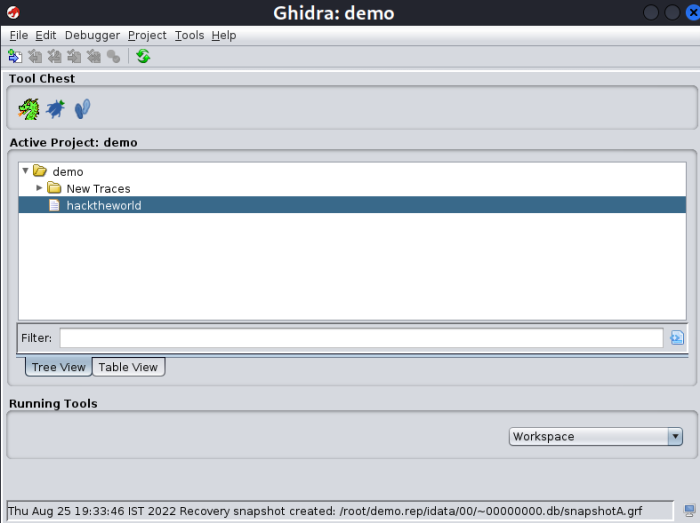 Ghidra: demo
File Edit Debugger Project Tools Help
Tool Chest
Active Project: demo
demo
New Traces
hacktheworld
Filter:
Tree View Table View
Running Tools
Workspace
Thu Aug 25 19:33:46 IST 2022 Recovery snapshot created: /root/demo.rep/idata/00/~00000000.db/snapshotA.grf